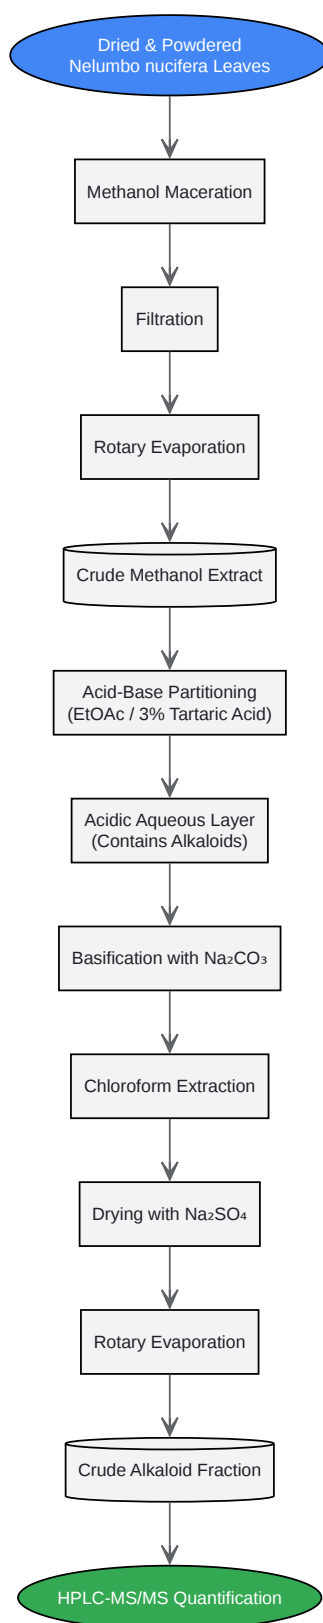 Dried & Powdered
Nelumbo nucifera Leaves
Methanol Maceration
Filtration
Rotary Evaporation
Crude Methanol Extract
Acid-Base Partitioning
(EtOAc / 3% Tartaric Acid)
Acidic Aqueous Layer
(Contains Alkaloids)
Basification with Na₂CO₃
Chloroform Extraction
Drying with Na₂SO₄
Rotary Evaporation
Crude Alkaloid Fraction
HPLC-MS/MS Quantification